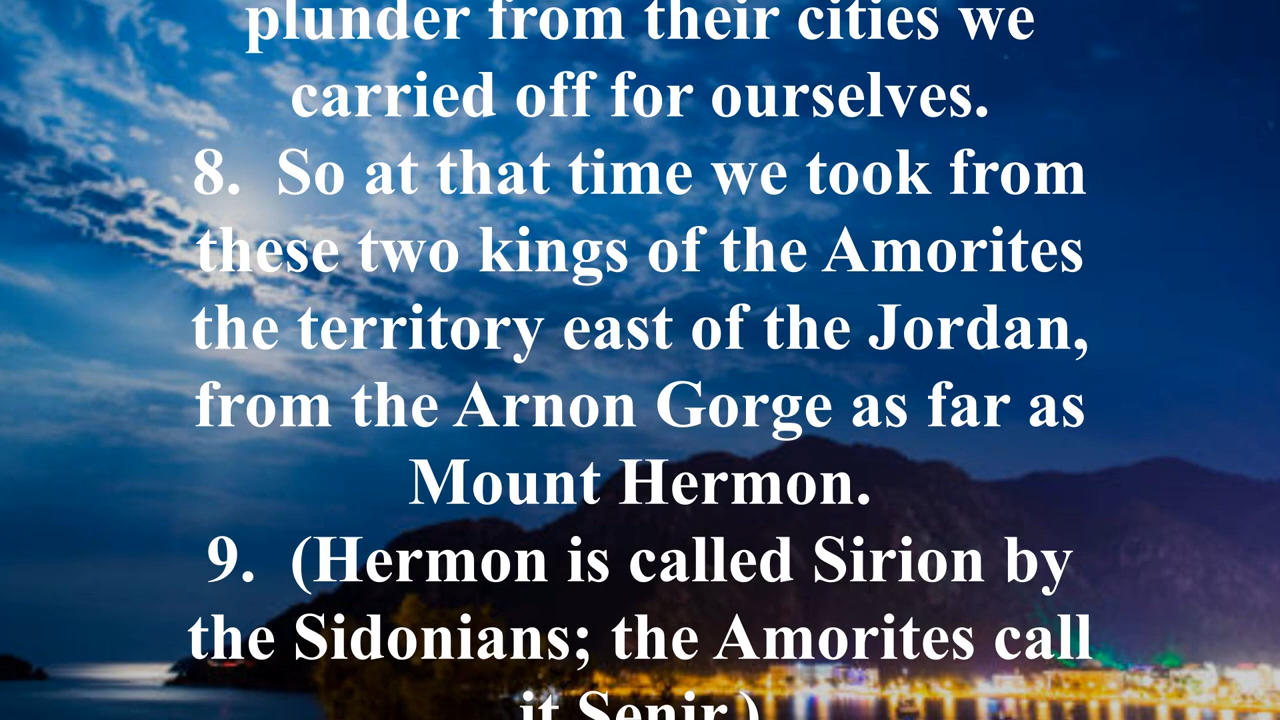 plunder from their cities we
carried off for ourselves.
8. So at that time we took from
these two kings of the Amorites
the territory east of the Jordan,
from the Arnon Gorge as far as
Mount Hermon.
9. (Hermon is called Sirion by
the Sidonians; the Amorites call
it Senir.)